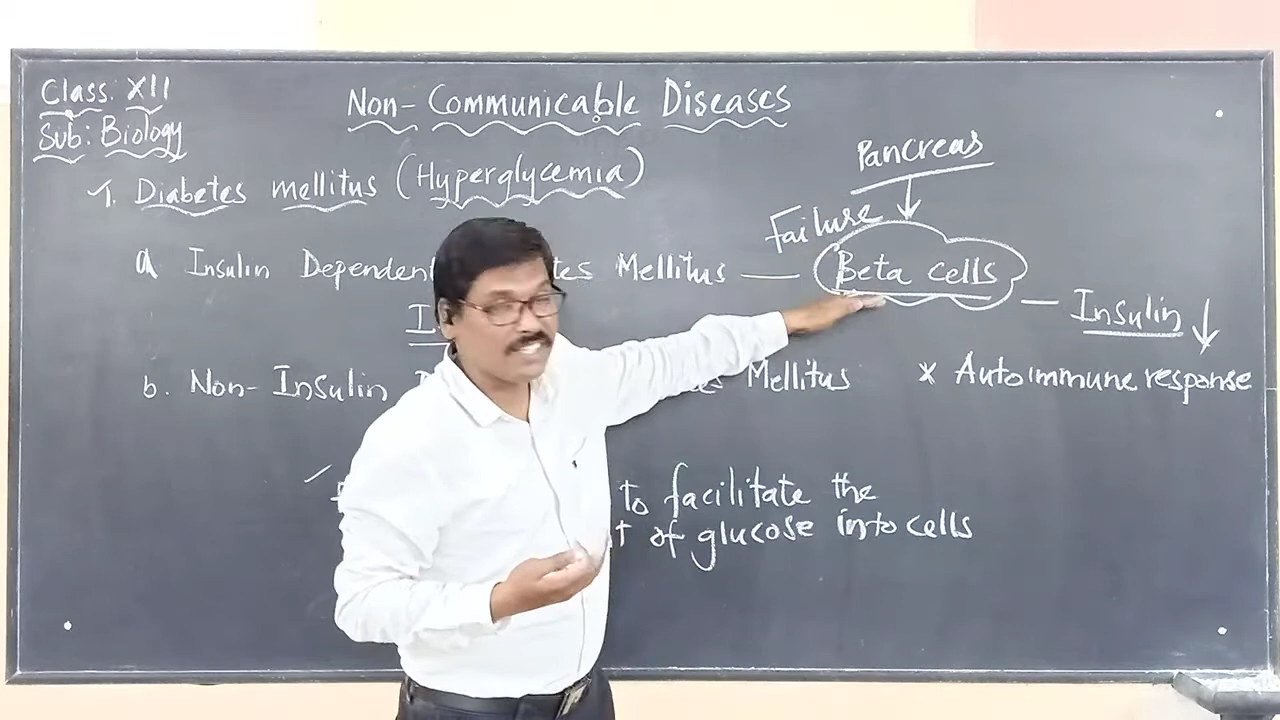 Class: XII
Sub: Biology
Non-Communicable Diseases
1. Diabetes mellitus (Hyperglycemia)
Pancreas
Failure
a Insulin Dependent Mellitus — Beta cells — Insulin ↓
b. Non-Insulin Mellitus
* Autoimmune response
to facilitate the
of glucose into cells